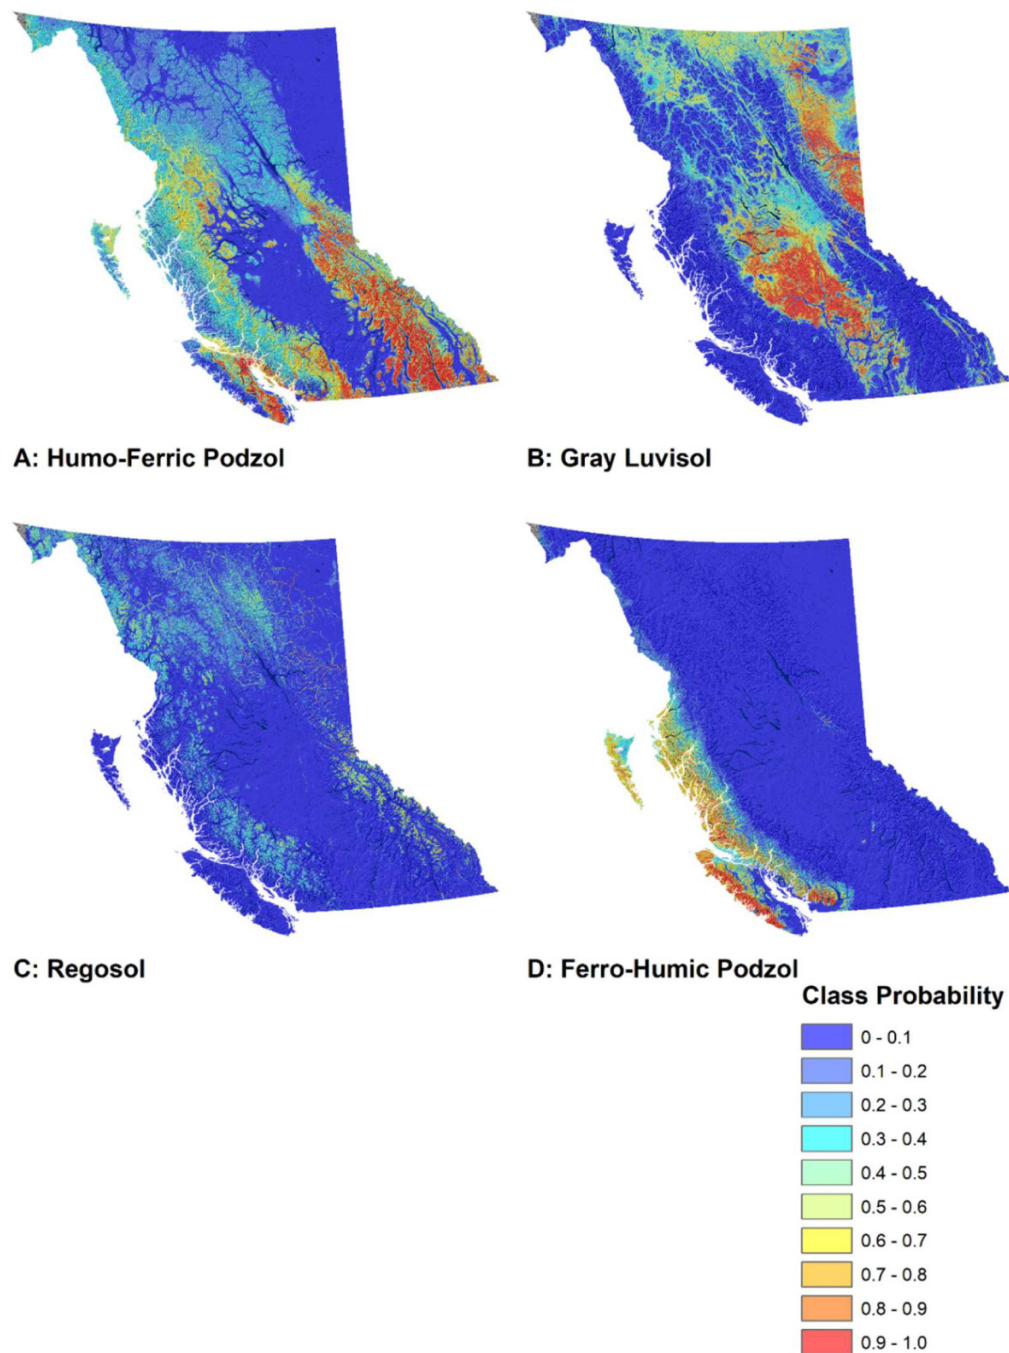 A: Humo-Ferric Podzol
B: Gray Luvisol
C: Regosol
D: Ferro-Humic Podzol
Class Probability
0 - 0.1
0.1 - 0.2
0.2 - 0.3
0.3 - 0.4
0.4 - 0.5
0.5 - 0.6
0.6 - 0.7
0.7 - 0.8
0.8 - 0.9
0.9 - 1.0